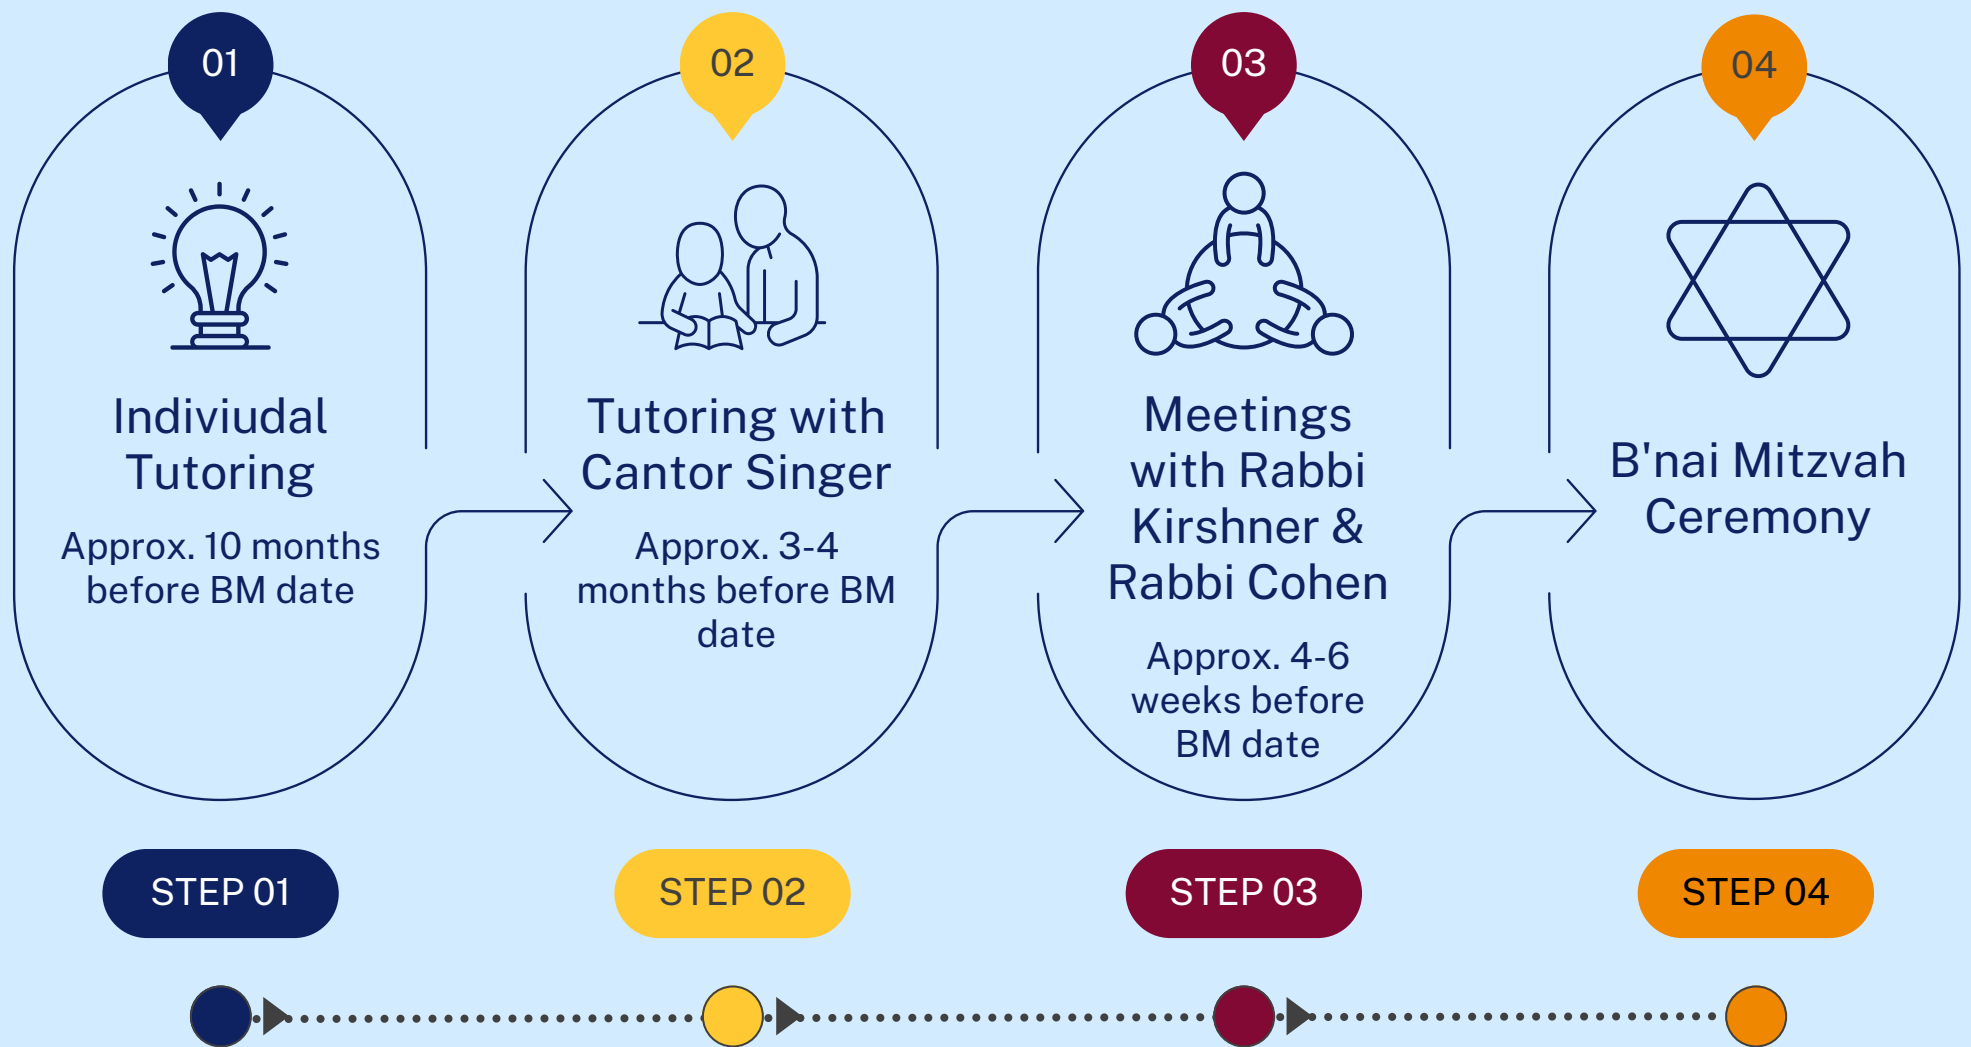 01
Indiviudal
Tutoring
Approx. 10 months
before BM date
STEP 01
02
Tutoring with
Cantor Singer
Approx. 3-4
months before BM
date
STEP 02
03
Meetings
with Rabbi
Kirshner &
Rabbi Cohen
Approx. 4-6
weeks before
BM date
STEP 03
04
B'nai Mitzvah
Ceremony
STEP 04